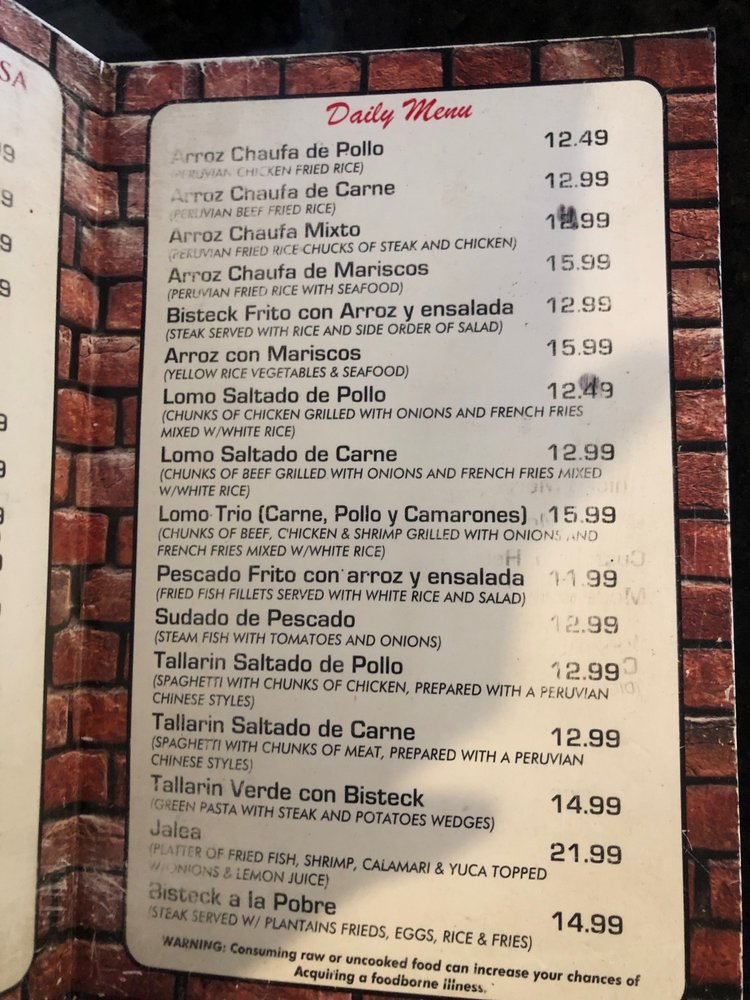 SA
Daily Menu
Arroz Chaufa de Pollo 12.49
(PERUVIAN CHICKEN FRIED RICE)
Arroz Chaufa de Carne 12.99
(PERUVIAN BEEF FRIED RICE)
Arroz Chaufa Mixto
(PERUVIAN FRIED RICE CHUCKS OF STEAK AND CHICKEN)
Arroz Chaufa de Mariscos 15.99
(PERUVIAN FRIED RICE WITH SEAFOOD)
Bisteck Frito con Arroz y ensalada 12.99
(STEAK SERVED WITH RICE AND SIDE ORDER OF SALAD)
Arroz con Mariscos 15.99
(YELLOW RICE VEGETABLES & SEAFOOD)
Lomo Saltado de Pollo 12.49
(CHUNKS OF CHICKEN GRILLED WITH ONIONS AND FRENCH FRIES
MIXED W/WHITE RICE)
Lomo Saltado de Carne 12.99
(CHUNKS OF BEEF GRILLED WITH ONIONS AND FRENCH FRIES MIXED
W/WHITE RICE)
Lomo Trio (Carne, Pollo y Camarones) 15.99
(CHUNKS OF BEEF, CHICKEN & SHRIMP GRILLED WITH ONIONS AND
FRENCH FRIES MIXED W/WHITE RICE)
Pescado Frito con arroz y ensalada 11.99
(FRIED FISH FILLETS SERVED WITH WHITE RICE AND SALAD)
Sudado de Pescado 12.99
(STEAM FISH WITH TOMATOES AND ONIONS)
Tallarin Saltado de Pollo 12.99
(SPAGHETTI WITH CHUNKS OF CHICKEN, PREPARED WITH A PERUVIAN
CHINESE STYLES)
Tallarin Saltado de Carne 12.99
(SPAGHETTI WITH CHUNKS OF MEAT, PREPARED WITH A PERUVIAN
CHINESE STYLES)
Tallarin Verde con Bisteck 14.99
(GREEN PASTA WITH STEAK AND POTATOES WEDGES)
Jalea 21.99
(PLATTER OF FRIED FISH, SHRIMP, CALAMARI & YUCA TOPPED
W/ONIONS & LEMON JUICE)
Bisteck a la Pobre 14.99
(STEAK SERVED W/ PLANTAINS FRIEDS, EGGS, RICE & FRIES)
WARNING: Consuming raw or uncooked food can increase your chances of
Acquiring a foodborne illness.